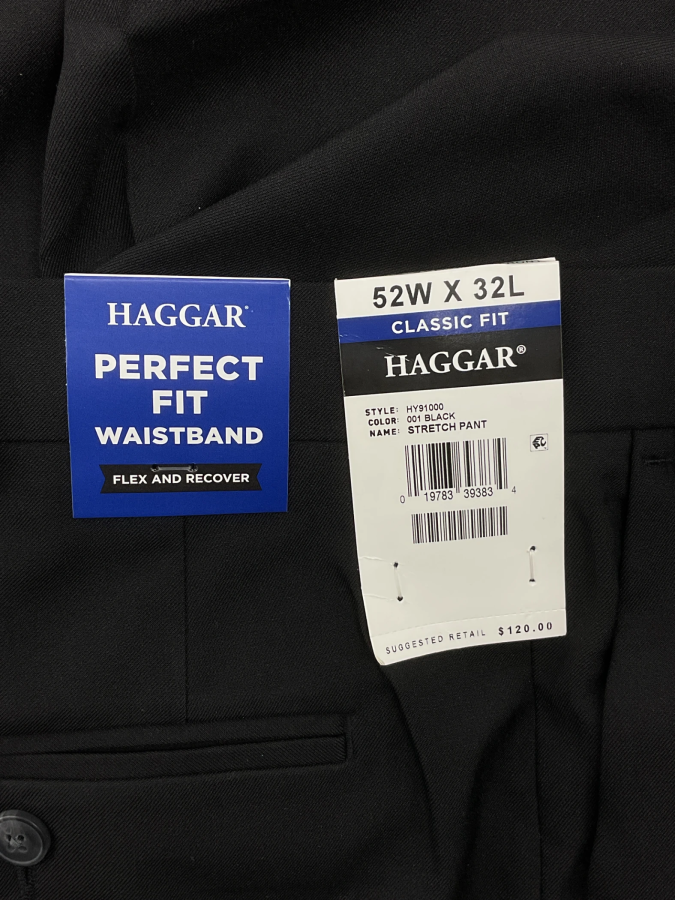 HAGGAR®
PERFECT
FIT
WAISTBAND
FLEX AND RECOVER
52W X 32L
CLASSIC FIT
HAGGAR®
STYLE: HY91000
COLOR: 001 BLACK
NAME: STRETCH PANT
0 19783 39383 4
SUGGESTED RETAIL $120.00